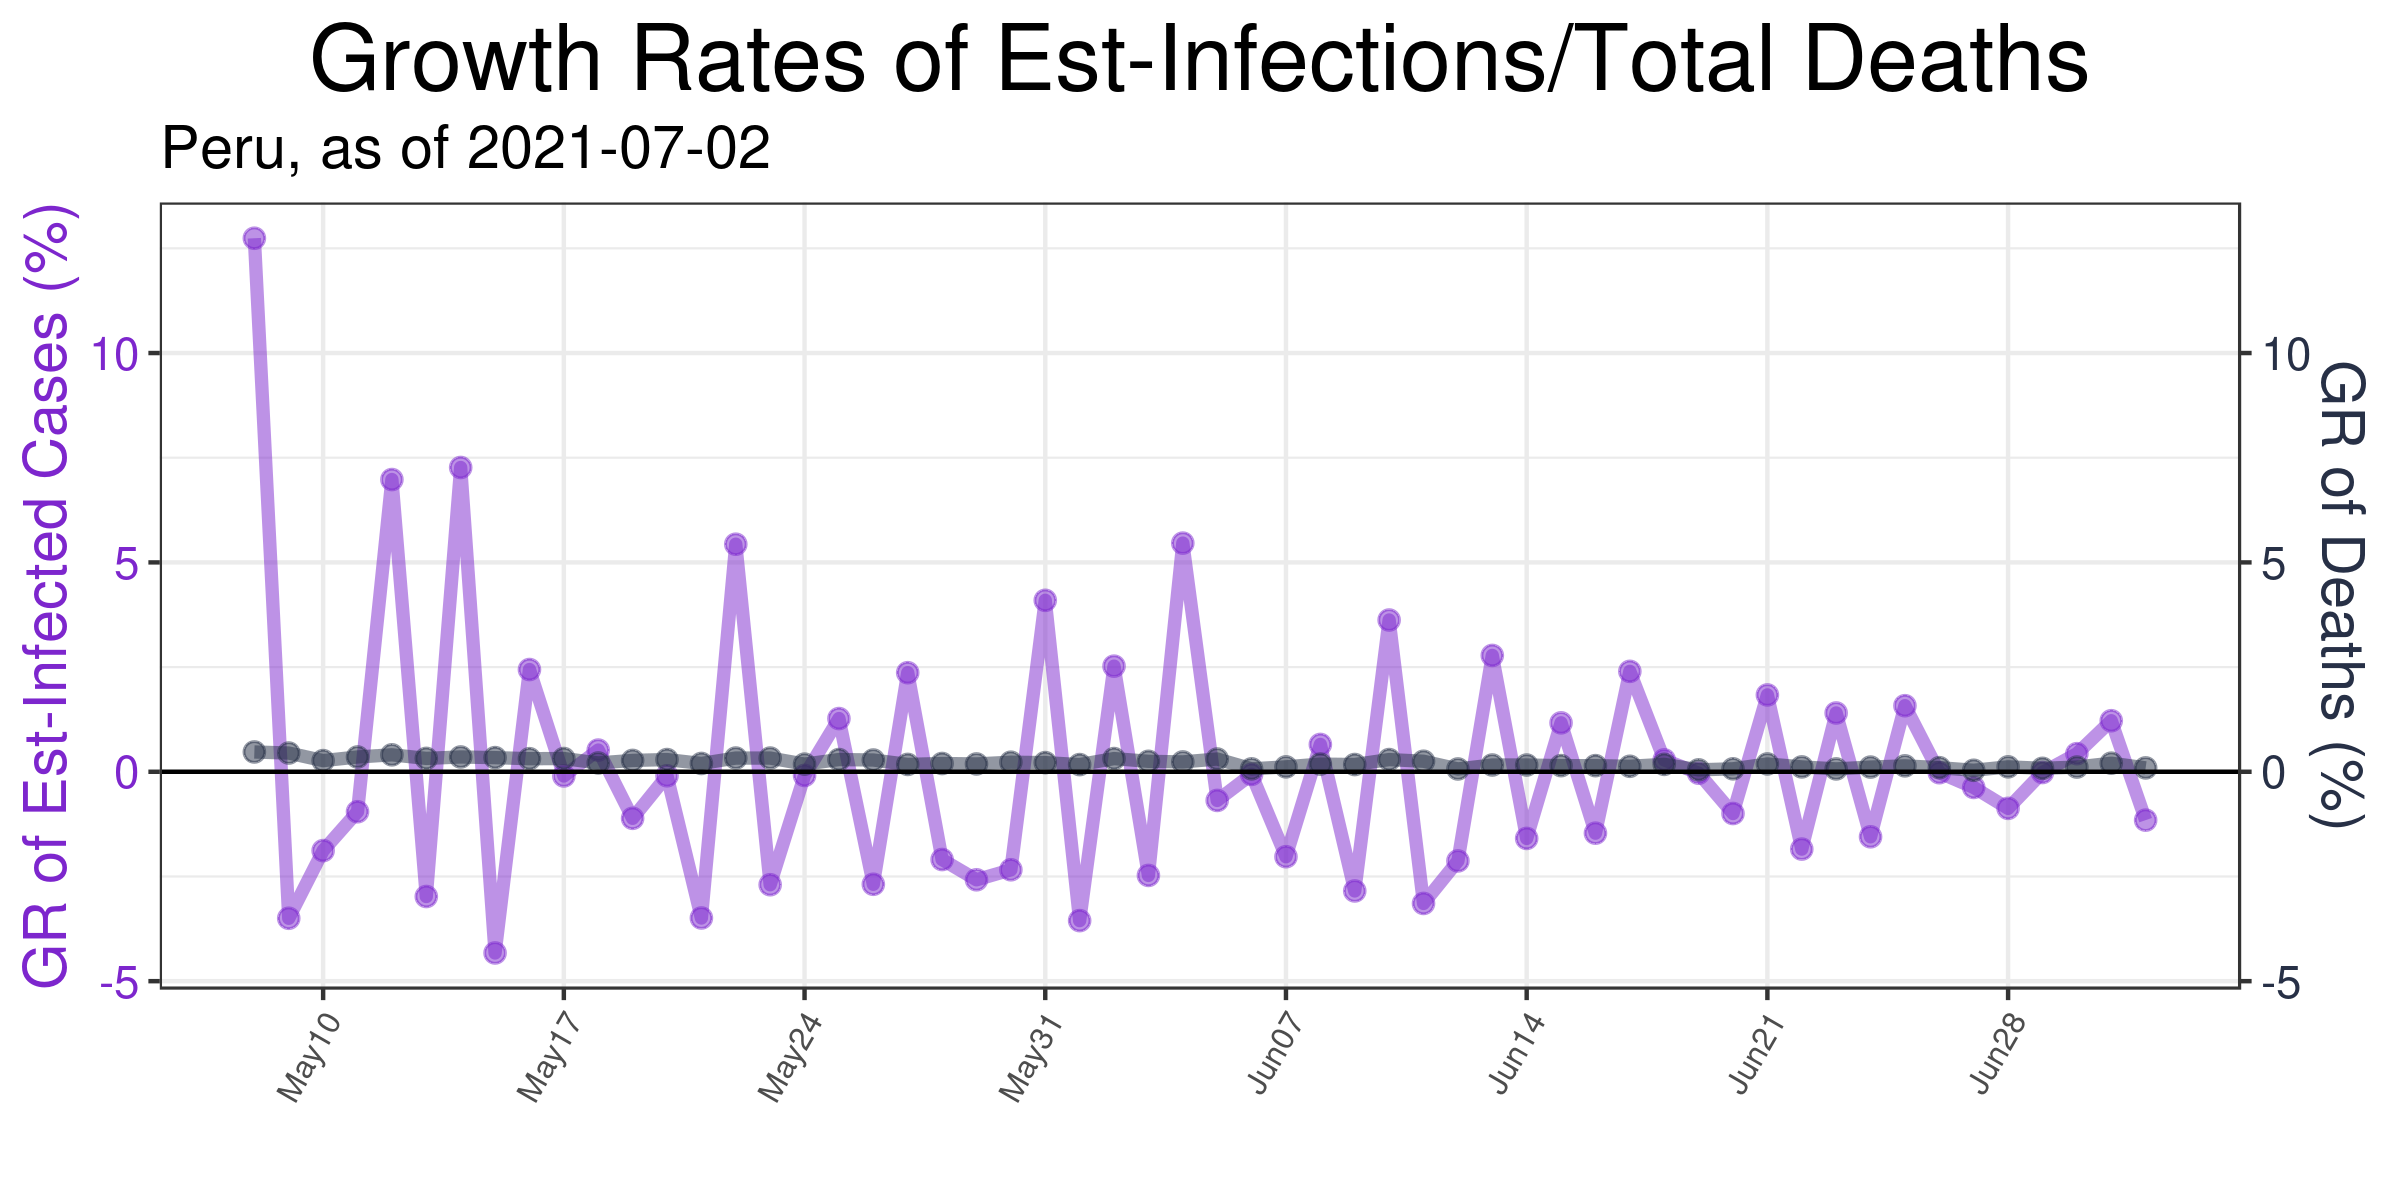 Growth Rates of Est-Infections/Total Deaths
Peru, as of 2021-07-02
GR of Est-Infected Cases (%)
10
5
0
-5
10
5
0
-5
GR of Deaths (%)
May10
May17
May24
May31
Jun07
Jun14
Jun21
Jun28